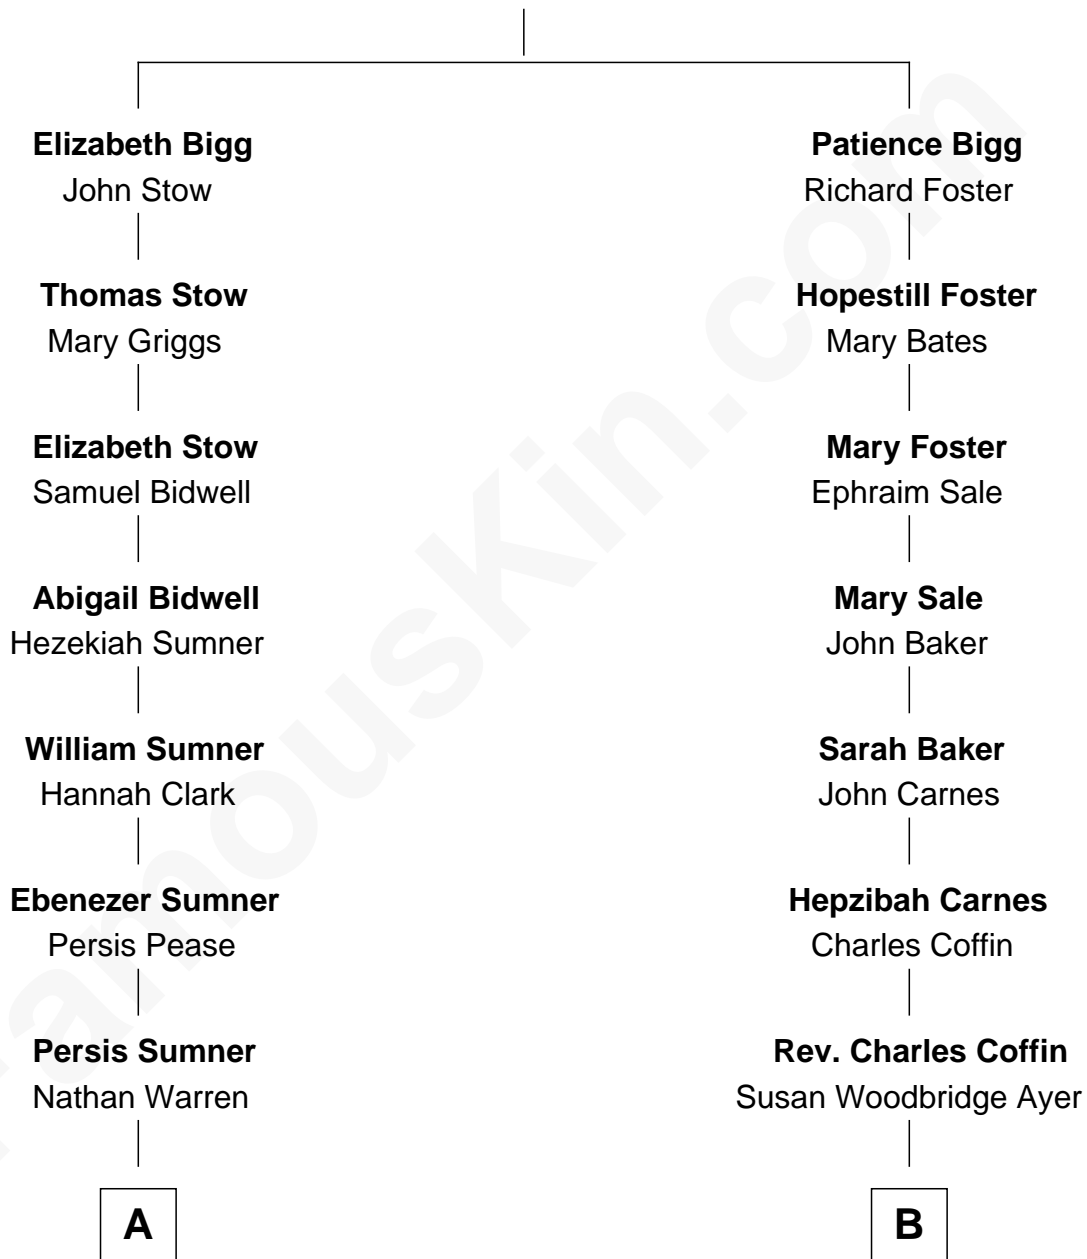 Elizabeth Bigg
John Stow
Thomas Stow
Mary Griggs
Elizabeth Stow
Samuel Bidwell
Abigail Bidwell
Hezekiah Sumner
William Sumner
Hannah Clark
Ebenezer Sumner
Persis Pease
Persis Sumner
Nathan Warren
A
Patience Bigg
Richard Foster
Hopestill Foster
Mary Bates
Mary Foster
Ephraim Sale
Mary Sale
John Baker
Sarah Baker
John Carnes
Hepzibah Carnes
Charles Coffin
Rev. Charles Coffin
Susan Woodbridge Ayer
B
FamousKin.com